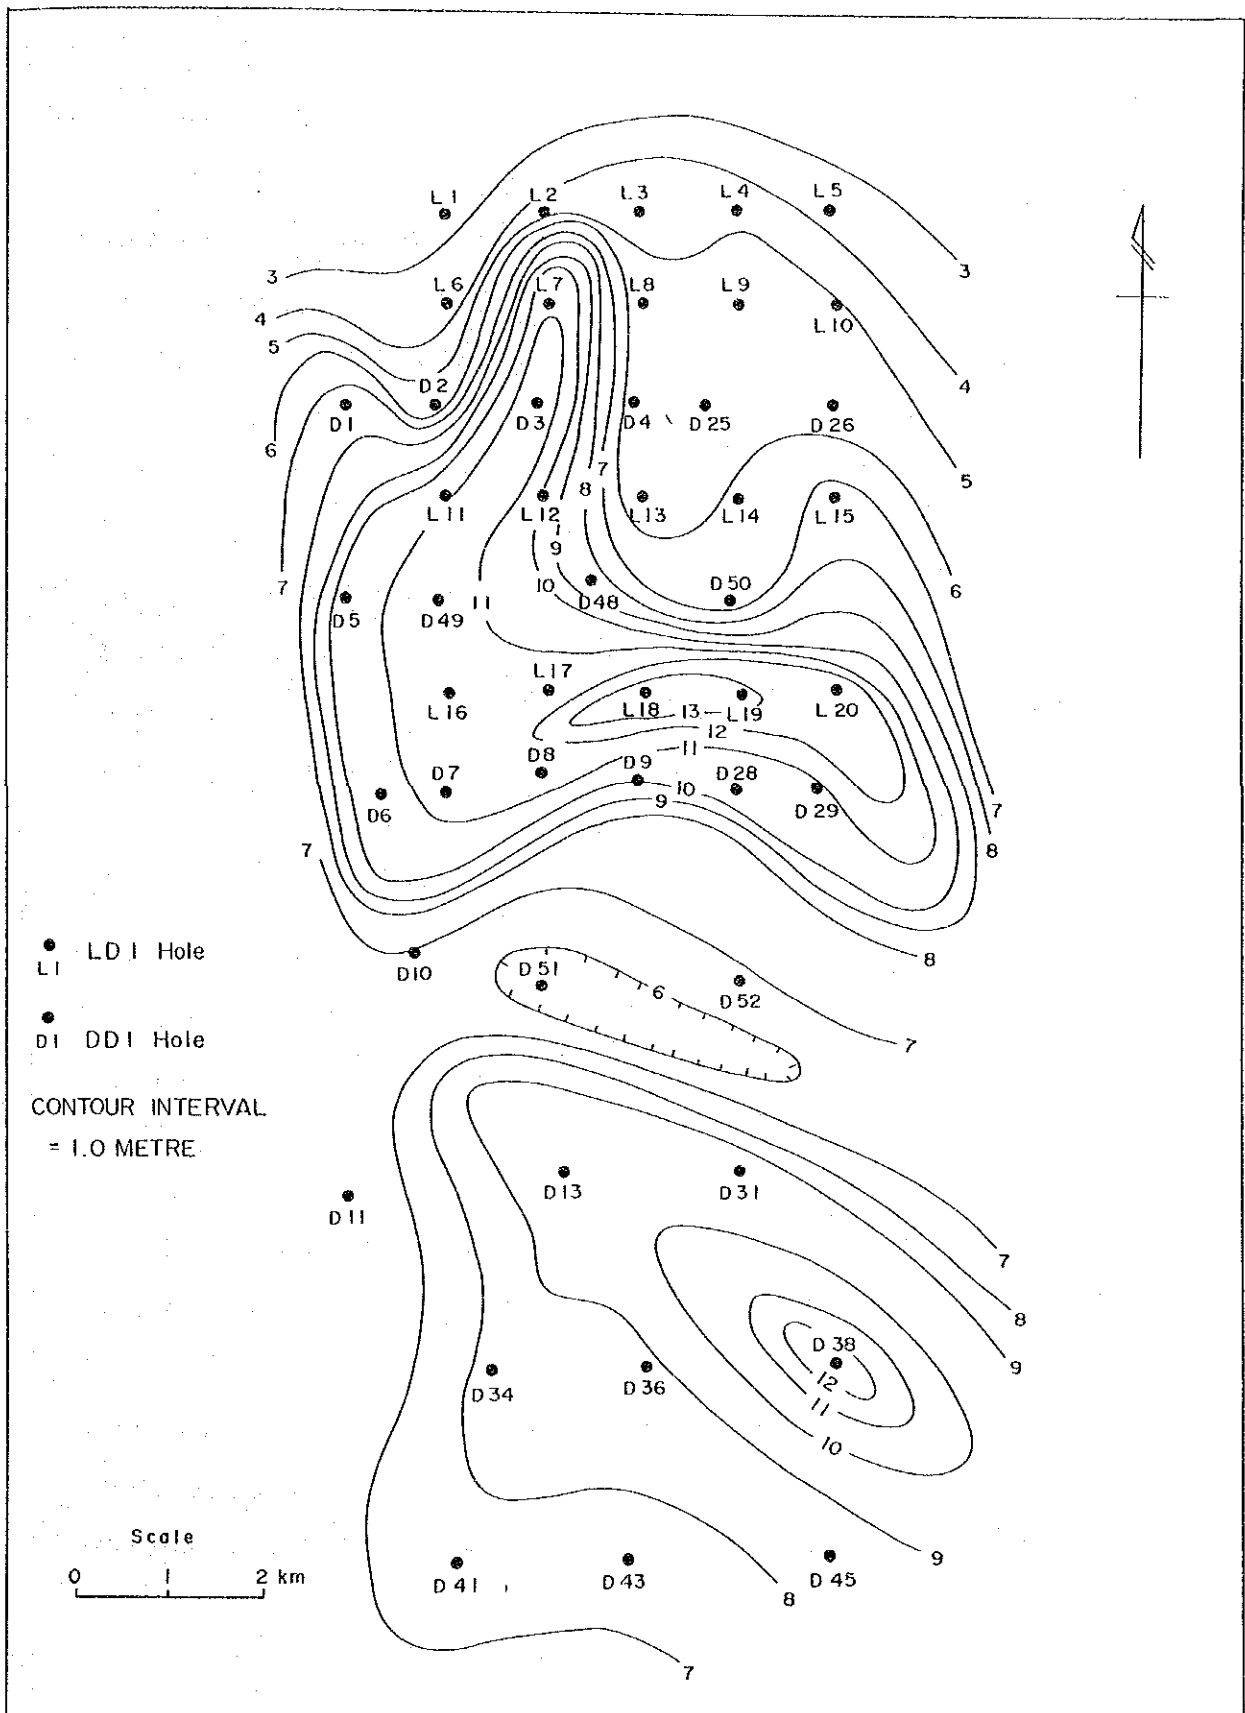 L1 L2 L3 L4 L5
3 3
L6 L7 L8 L9 L10
4
5
4
D2
D1 D3 D4 D25 D26
6
7
5
8
L11 L12 L13 L14 L15
9
7 10 11 6
D50
D5 D49 D48
L17
L16 L18 13 L19 L20
12
11
D8 D9
D7 D28
10
D6 9 D29
7
8
7
L1 LD1 Hole
D10 8
D51 6 D52
D1 DD1 Hole
7
CONTOUR INTERVAL
= 1.0 METRE
D13 D31
D11
7
8
D38
9
12
D34 D36
11
10
Scale
0 1 2 km
9
D41 D43 D45
8
7